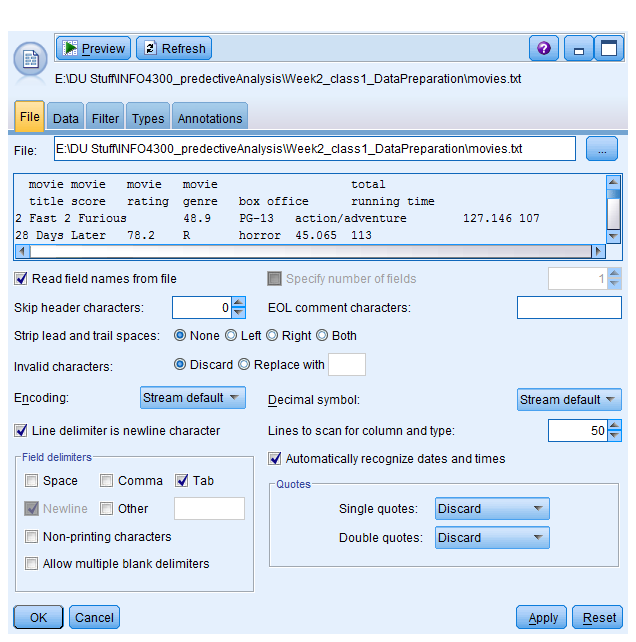 Preview Refresh ?
E:\DU Stuff\INFO4300_predectiveAnalysis\Week2_class1_DataPreparation\movies.txt
File Data Filter Types Annotations
File: E:\DU Stuff\INFO4300_predectiveAnalysis\Week2_class1_DataPreparation\movies.txt ...
movie movie movie movie total
title score rating genre box office running time
2 Fast 2 Furious 48.9 PG-13 action/adventure 127.146 107
28 Days Later 78.2 R horror 45.065 113
Read field names from file Specify number of fields 1
Skip header characters: 0 EOL comment characters:
Strip lead and trail spaces: None Left Right Both
Invalid characters: Discard Replace with
Encoding: Stream default Decimal symbol: Stream default
Line delimiter is newline character Lines to scan for column and type: 50
Field delimiters Automatically recognize dates and times
Space Comma Tab Quotes
Newline Other Single quotes: Discard
Non-printing characters Double quotes: Discard
Allow multiple blank delimiters
OK Cancel Apply Reset